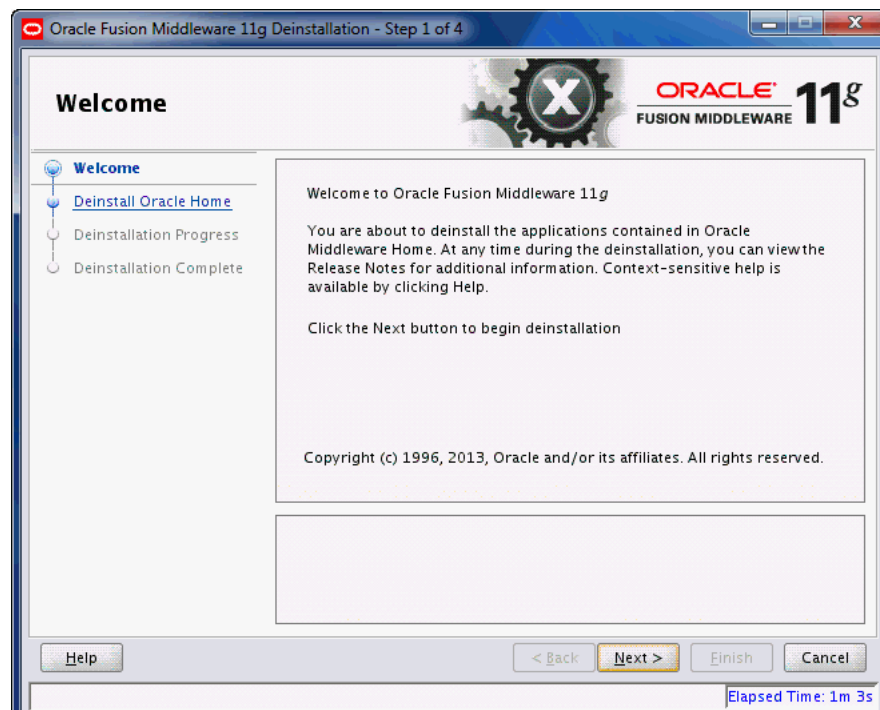 Oracle Fusion Middleware 11g Deinstallation - Step 1 of 4
Welcome
X
ORACLE
FUSION MIDDLEWARE
11g
Welcome
Deinstall Oracle Home
Deinstallation Progress
Deinstallation Complete
Welcome to Oracle Fusion Middleware 11g
You are about to deinstall the applications contained in Oracle
Middleware Home. At any time during the deinstallation, you can view the
Release Notes for additional information. Context-sensitive help is
available by clicking Help.
Click the Next button to begin deinstallation
Copyright (c) 1996, 2013, Oracle and/or its affiliates. All rights reserved.
Help
< Back
Next >
Finish
Cancel
Elapsed Time: 1m 3s